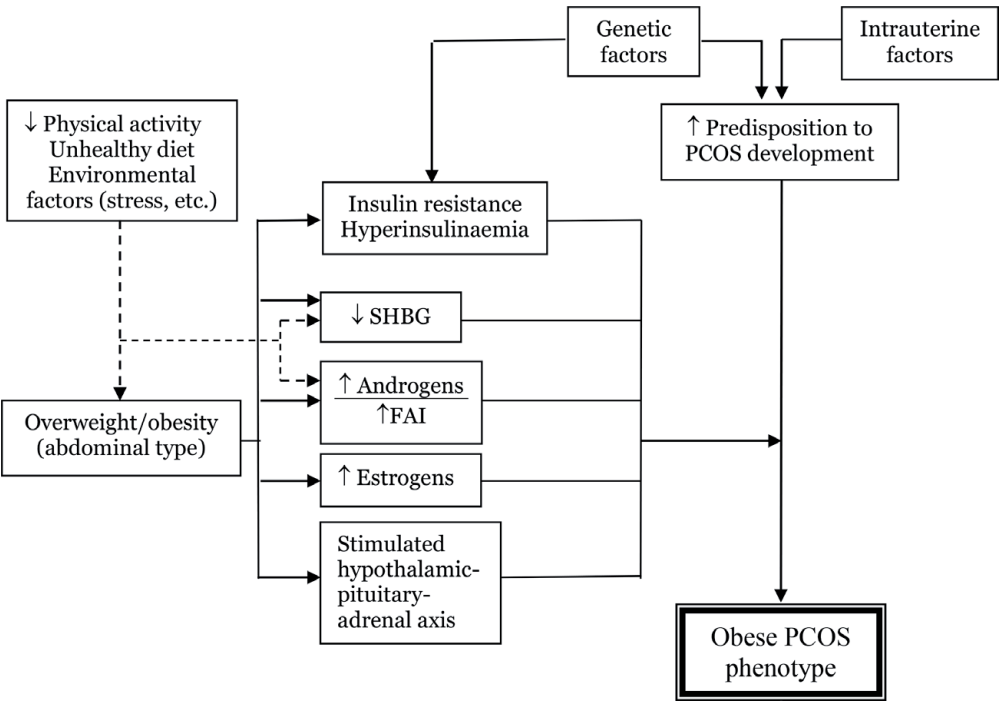 Genetic
factors
Intrauterine
factors
↓ Physical activity
Unhealthy diet
Environmental
factors (stress, etc.)
↑ Predisposition to
PCOS development
Insulin resistance
Hyperinsulinaemia
↓ SHBG
↑ Androgens
↑FAI
Overweight/obesity
(abdominal type)
↑ Estrogens
Stimulated
hypothalamic-
pituitary-
adrenal axis
Obese PCOS
phenotype